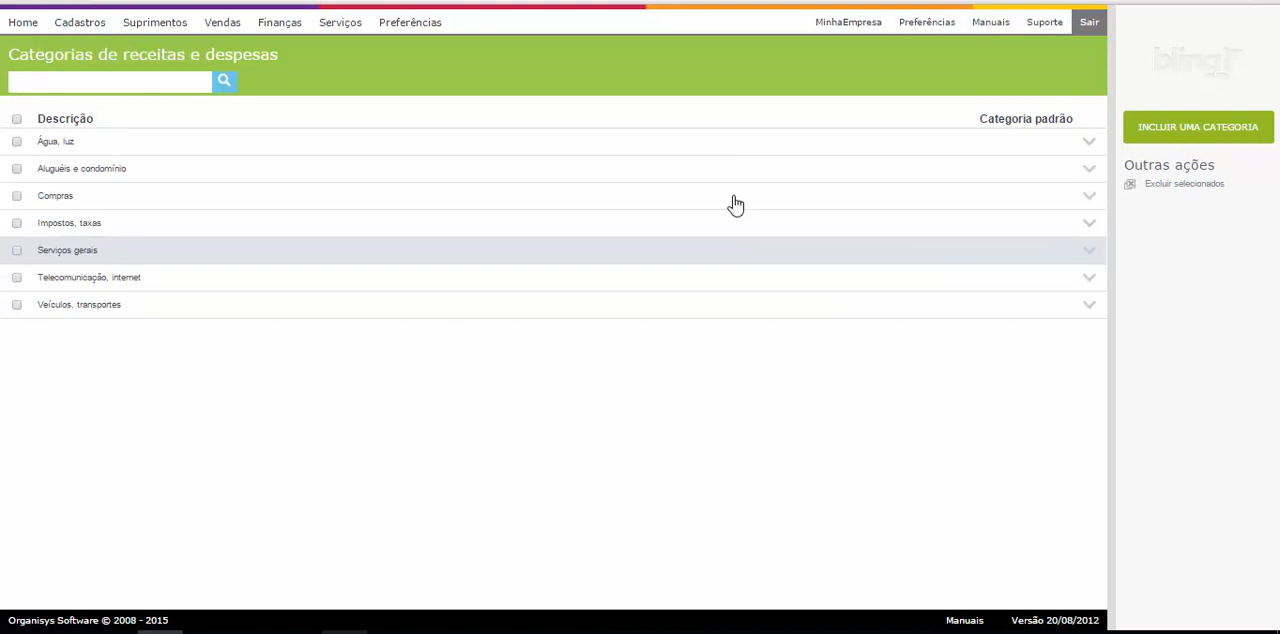 Home Cadastros Suprimentos Vendas Finanças Serviços Preferências MinhaEmpresa Preferências Manuais Suporte Sair
Categorias de receitas e despesas
bling!
INCLUIR UMA CATEGORIA
Outras ações
Excluir selecionados
Descrição Categoria padrão
Água, luz
Aluguéis e condomínio
Compras
Impostos, taxas
Serviços gerais
Telecomunicação, internet
Veículos, transportes
Organisys Software © 2008 - 2015 Manuais Versão 20/08/2012